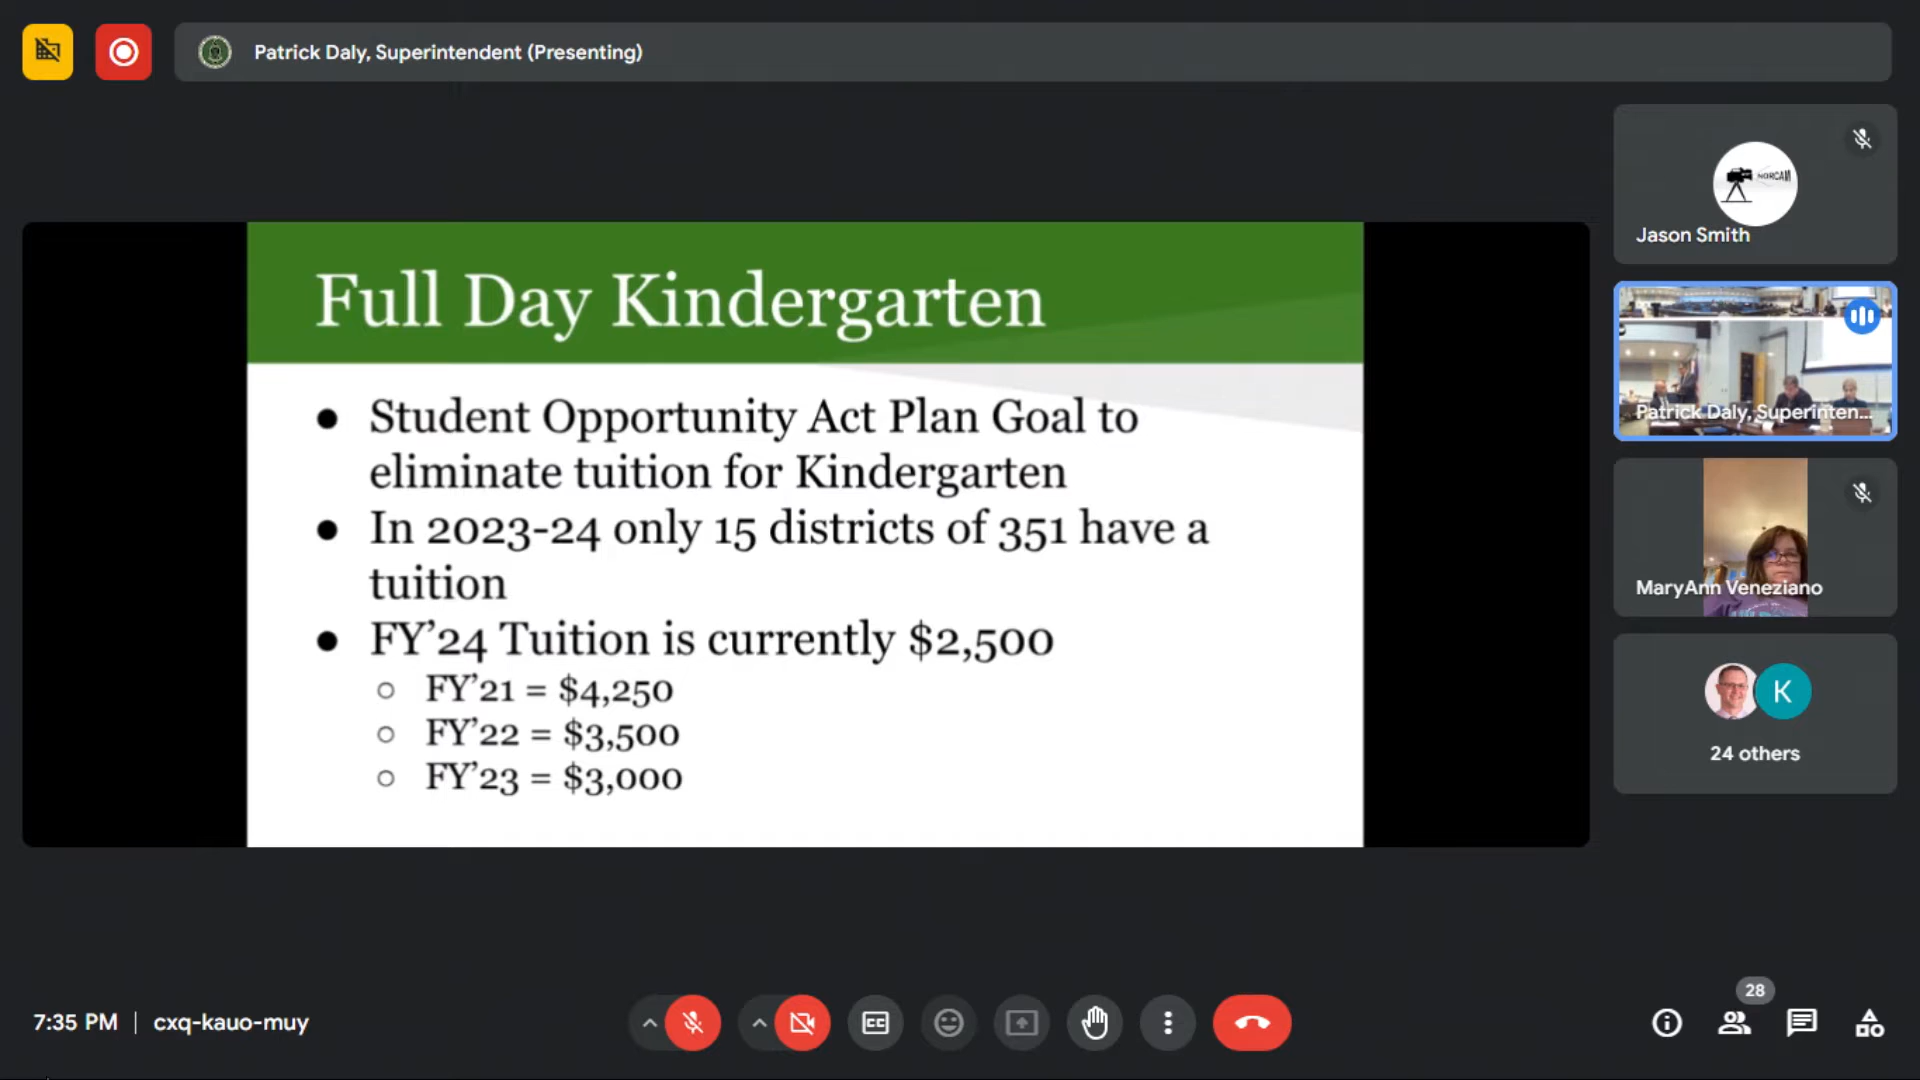 Patrick Daly, Superintendent (Presenting)
Full Day Kindergarten
● Student Opportunity Act Plan Goal to
eliminate tuition for Kindergarten
● In 2023-24 only 15 districts of 351 have a
tuition
● FY’24 Tuition is currently $2,500
○ FY’21 = $4,250
○ FY’22 = $3,500
○ FY’23 = $3,000
NORCAM
Jason Smith
Patrick Daly, Superinten...
MaryAnn Veneziano
K
24 others
7:35 PM | cxq-kauo-muy
CC
28